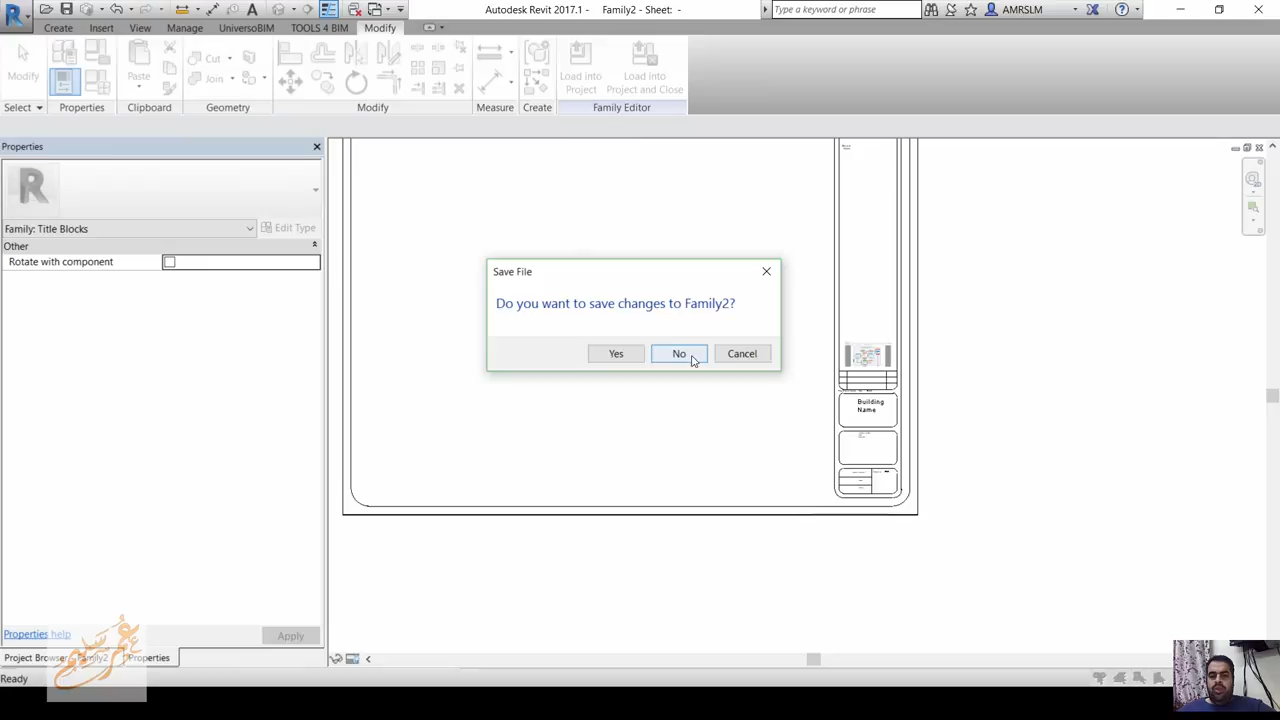 Autodesk Revit 2017.1 - Family2 - Sheet: -
Type a keyword or phrase
AMRSLM
Create Insert View Manage UniversoBIM TOOLS 4 BIM Modify
Modify
Paste
Cut
Join
Load into
Project
Load into
Project and Close
Select Properties Clipboard Geometry Modify Measure Create Family Editor
Properties
R
Family: Title Blocks
Edit Type
Other
Rotate with component
Save File
Do you want to save changes to Family2?
Yes No Cancel
Building
Name
Properties help
Apply
Project Browser - Family2 Properties
Ready